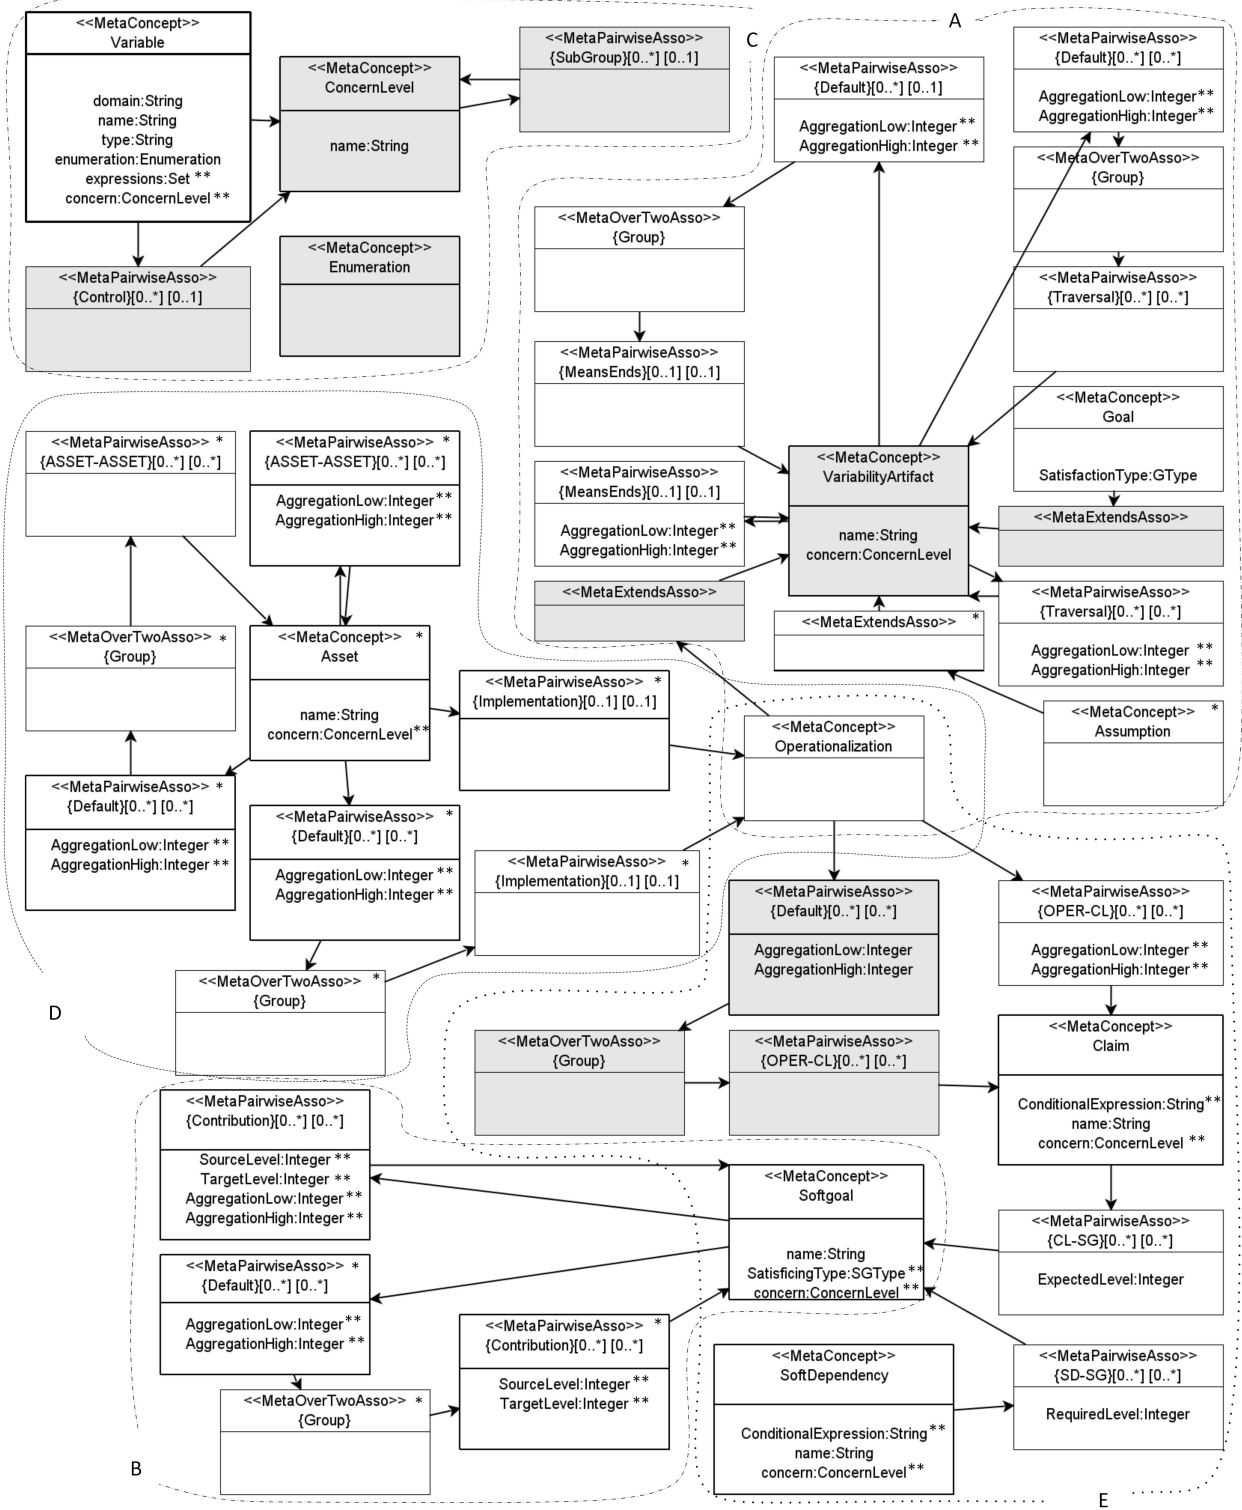 <<MetaConcept>>
Variable
domain:String
name:String
type:String
enumeration:Enumeration
expressions:Set **
concern:ConcernLevel **
<<MetaConcept>>
ConcernLevel
name:String
<<MetaPairwiseAsso>>
{SubGroup}[0..*] [0..1]
C
A
<<MetaPairwiseAsso>>
{Control}[0..*] [0..1]
<<MetaConcept>>
Enumeration
<<MetaPairwiseAsso>>
{Default}[0..*] [0..1]
AggregationLow:Integer **
AggregationHigh:Integer **
<<MetaPairwiseAsso>>
{Default}[0..*] [0..*]
AggregationLow:Integer **
AggregationHigh:Integer **
<<MetaOverTwoAsso>>
{Group}
<<MetaOverTwoAsso>>
{Group}
<<MetaPairwiseAsso>>
{Traversal}[0..*] [0..*]
<<MetaPairwiseAsso>>
{MeansEnds}[0..1] [0..1]
<<MetaConcept>>
Goal
SatisfactionType:GType
<<MetaPairwiseAsso>>
{MeansEnds}[0..1] [0..1]
AggregationLow:Integer **
AggregationHigh:Integer **
<<MetaConcept>>
VariabilityArtifact
name:String
concern:ConcernLevel
<<MetaExtendsAsso>>
<<MetaExtendsAsso>>
<<MetaExtendsAsso>> *
<<MetaPairwiseAsso>>
{Traversal}[0..*] [0..*]
AggregationLow:Integer **
AggregationHigh:Integer **
<<MetaConcept>> *
Assumption
<<MetaPairwiseAsso>> *
{ASSET-ASSET}[0..*] [0..*]
<<MetaPairwiseAsso>> *
{ASSET-ASSET}[0..*] [0..*]
AggregationLow:Integer **
AggregationHigh:Integer **
<<MetaOverTwoAsso>> *
{Group}
<<MetaConcept>> *
Asset
name:String
concern:ConcernLevel **
<<MetaPairwiseAsso>> *
{Implementation}[0..1] [0..1]
<<MetaConcept>>
Operationalization
<<MetaPairwiseAsso>> *
{Default}[0..*] [0..*]
AggregationLow:Integer **
AggregationHigh:Integer **
<<MetaPairwiseAsso>> *
{Default}[0..*] [0..*]
AggregationLow:Integer **
AggregationHigh:Integer **
<<MetaPairwiseAsso>> *
{Implementation}[0..1] [0..1]
<<MetaOverTwoAsso>> *
{Group}
D
<<MetaPairwiseAsso>>
{Default}[0..*] [0..*]
AggregationLow:Integer
AggregationHigh:Integer
<<MetaPairwiseAsso>>
{OPER-CL}[0..*] [0..*]
AggregationLow:Integer **
AggregationHigh:Integer **
<<MetaOverTwoAsso>>
{Group}
<<MetaPairwiseAsso>>
{OPER-CL}[0..*] [0..*]
<<MetaConcept>>
Claim
ConditionalExpression:String **
name:String
concern:ConcernLevel **
<<MetaPairwiseAsso>>
{Contribution}[0..*] [0..*]
SourceLevel:Integer **
TargetLevel:Integer **
AggregationLow:Integer **
AggregationHigh:Integer **
<<MetaConcept>>
Softgoal
name:String
SatisficingType:SGType **
concern:ConcernLevel **
<<MetaPairwiseAsso>>
{CL-SG}[0..*] [0..*]
ExpectedLevel:Integer
<<MetaPairwiseAsso>> *
{Default}[0..*] [0..*]
AggregationLow:Integer **
AggregationHigh:Integer **
<<MetaPairwiseAsso>> *
{Contribution}[0..*] [0..*]
SourceLevel:Integer **
TargetLevel:Integer **
<<MetaOverTwoAsso>> *
{Group}
<<MetaConcept>>
SoftDependency
ConditionalExpression:String **
name:String
concern:ConcernLevel **
<<MetaPairwiseAsso>>
{SD-SG}[0..*] [0..*]
RequiredLevel:Integer
B
E